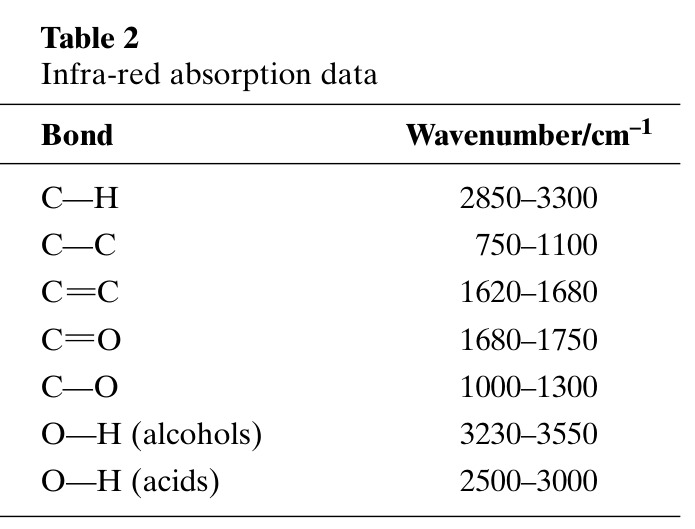 Table 2
Infra-red absorption data
Bond Wavenumber/cm⁻¹
C—H 2850–3300
C—C 750–1100
C=C 1620–1680
C=O 1680–1750
C—O 1000–1300
O—H (alcohols) 3230–3550
O—H (acids) 2500–3000